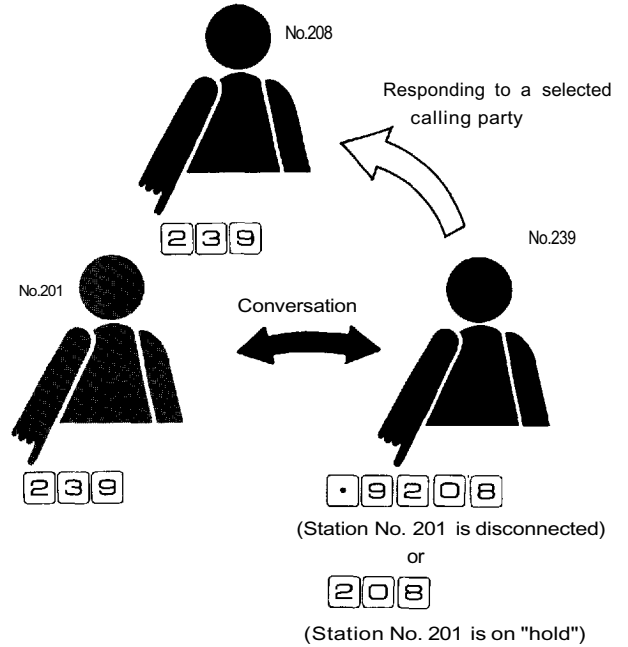 No.208
Responding to a selected
calling party
239
No.239
No.201
Conversation
239
•9208
(Station No. 201 is disconnected)
or
208
(Station No. 201 is on "hold")